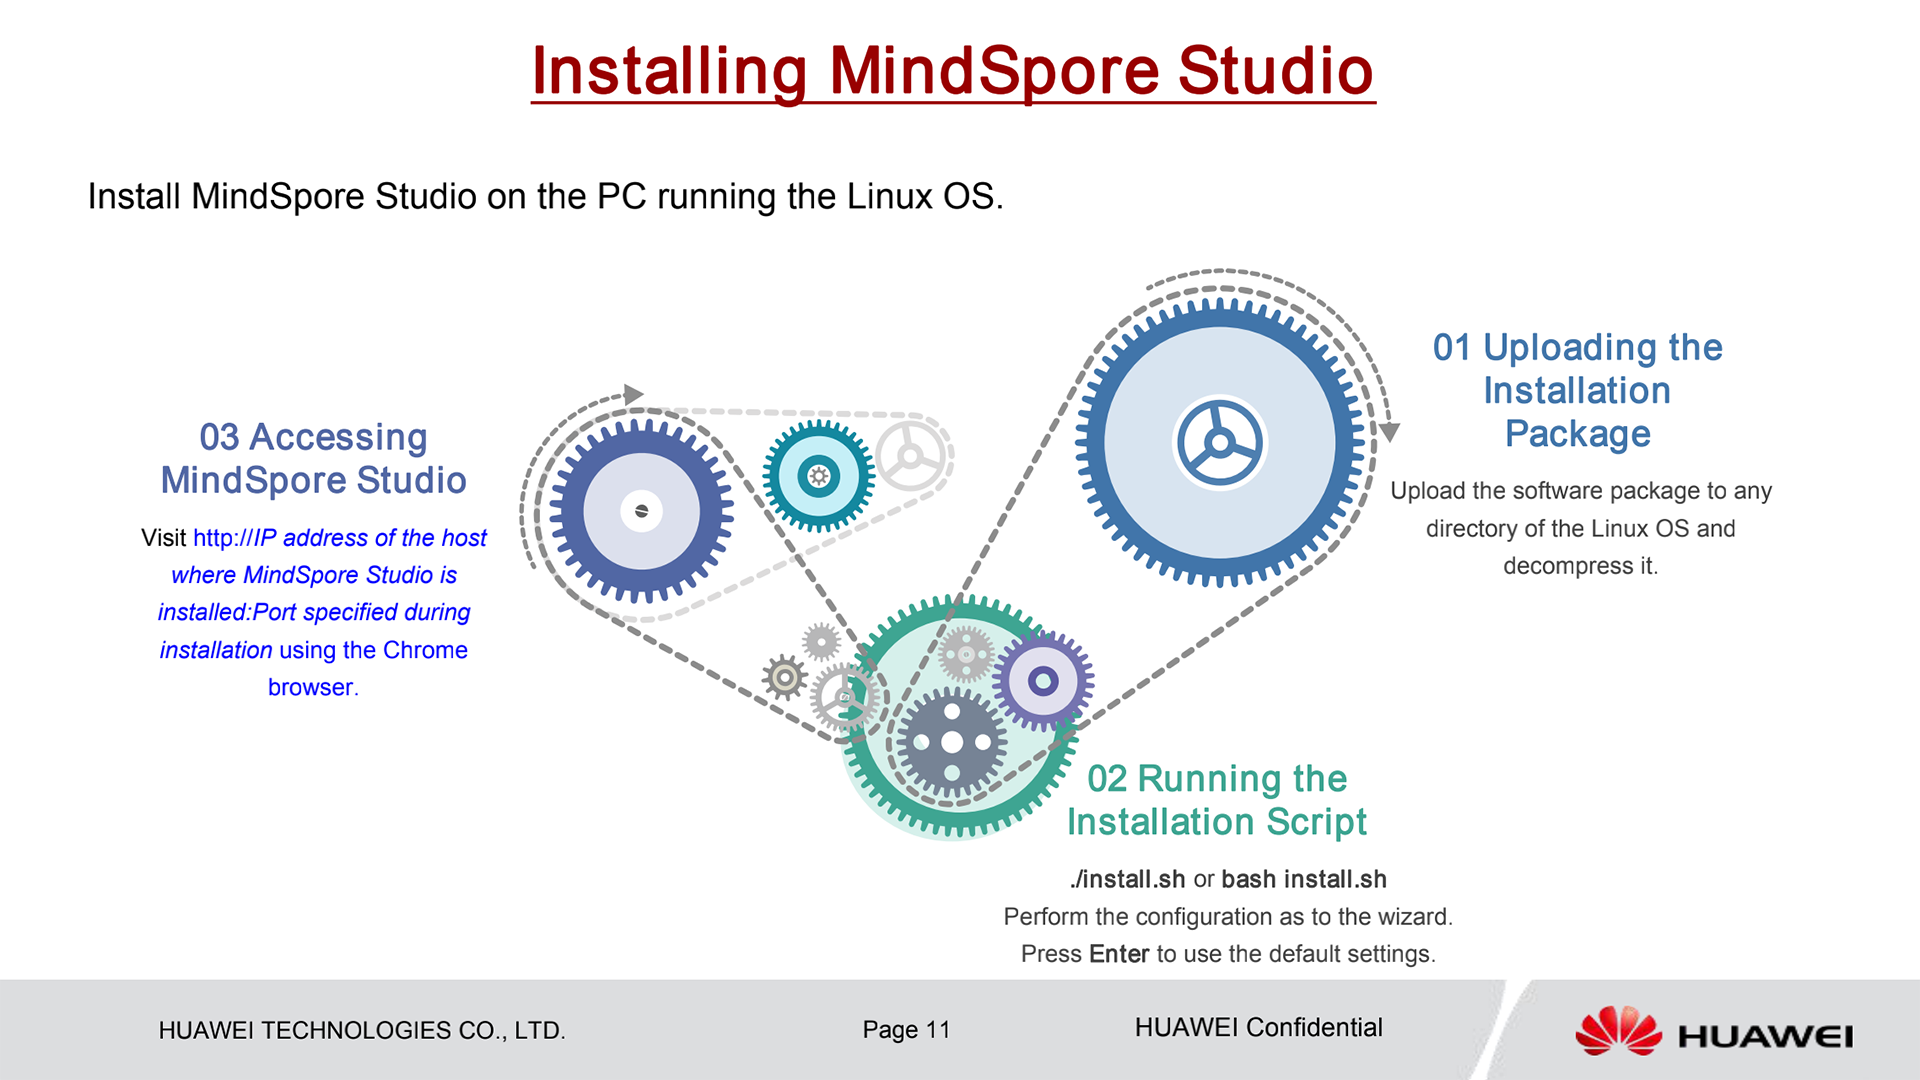 Installing MindSpore Studio
Install MindSpore Studio on the PC running the Linux OS.
01 Uploading the
Installation
Package
Upload the software package to any
directory of the Linux OS and
decompress it.
02 Running the
Installation Script
./install.sh or bash install.sh
Perform the configuration as to the wizard.
Press Enter to use the default settings.
03 Accessing
MindSpore Studio
Visit http://IP address of the host
where MindSpore Studio is
installed:Port specified during
installation using the Chrome
browser.
HUAWEI TECHNOLOGIES CO., LTD.
Page 11
HUAWEI Confidential
HUAWEI